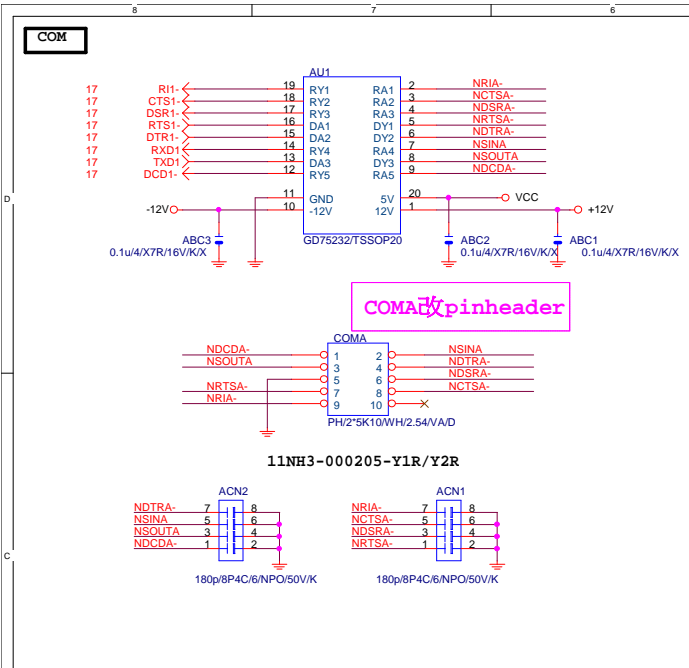 8 7 6
COM
AU1
17 RI1- 19 RY1 RA1 2 NRIA-
17 CTS1- 18 RY2 RA2 3 NCTSA-
17 DSR1- 17 RY3 RA3 4 NDSRA-
17 RTS1- 16 DA1 DY1 5 NRTSA-
17 DTR1- 15 DA2 DY2 6 NDTRA-
17 RXD1 14 RY4 RA4 7 NSINA
17 TXD1 13 DA3 DY3 8 NSOUTA
17 DCD1- 12 RY5 RA5 9 NDCDA-
D
11 GND 5V 20 VCC
-12V 10 -12V 12V 1 +12V
ABC3 GD75232/TSSOP20 ABC2 ABC1
0.1u/4/X7R/16V/K/X 0.1u/4/X7R/16V/K/X 0.1u/4/X7R/16V/K/X
COMA改pinheader
COMA
NDCDA- 1 2 NSINA
NSOUTA 3 4 NDTRA-
5 6 NDSRA-
NRTSA- 7 8 NCTSA-
NRIA- 9 10
PH/2*5K10/WH/2.54/VA/D
11NH3-000205-Y1R/Y2R
ACN2 ACN1
NDTRA- 7 8 NRIA- 7 8
NSINA 5 6 NCTSA- 5 6
NSOUTA 3 4 NDSRA- 3 4
NDCDA- 1 2 NRTSA- 1 2
C
180p/8P4C/6/NPO/50V/K 180p/8P4C/6/NPO/50V/K